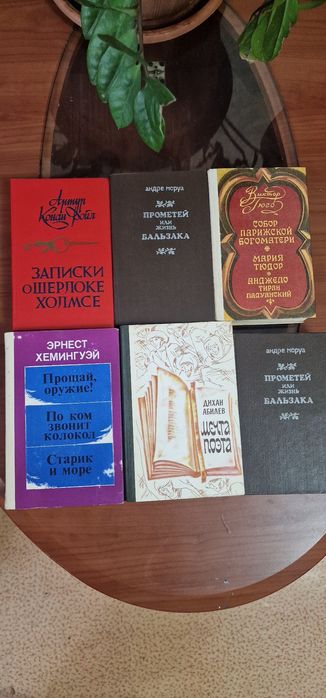 Артур
Конан Дойл
ЗАПИСКИ
О ШЕРЛОКЕ
ХОЛМСЕ
андре моруа
ПРОМЕТЕЙ
ИЛИ
ЖИЗНЬ
БАЛЬЗАКА
Виктор
Гюго
СОБОР
ПАРИЖСКОЙ
БОГОМАТЕРИ
МАРИЯ
ТЮДОР
АНДЖЕЛО
ТИРАН
ПАДУАНСКИЙ
ЭРНЕСТ
ХЕМИНГУЭЙ
Прощай,
оружие!
По ком
звонит
колокол
Старик
и море
ДИХАН
АБИЛЕВ
МЕЧТА
ПОЭТА
андре моруа
ПРОМЕТЕЙ
ИЛИ
ЖИЗНЬ
БАЛЬЗАКА